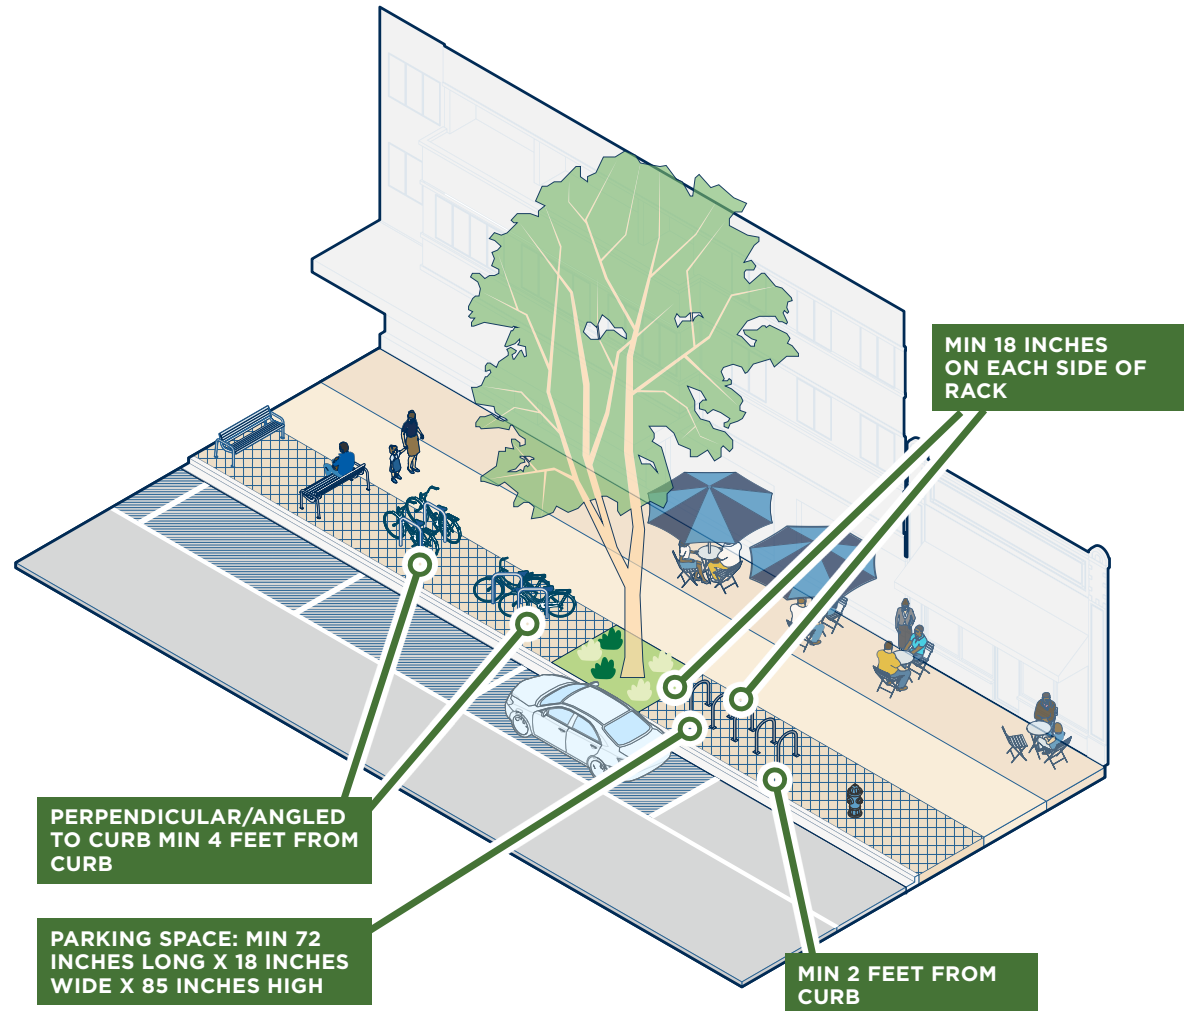 MIN 18 INCHES
ON EACH SIDE OF
RACK
PERPENDICULAR/ANGLED
TO CURB MIN 4 FEET FROM
CURB
PARKING SPACE: MIN 72
INCHES LONG X 18 INCHES
WIDE X 85 INCHES HIGH
MIN 2 FEET FROM
CURB